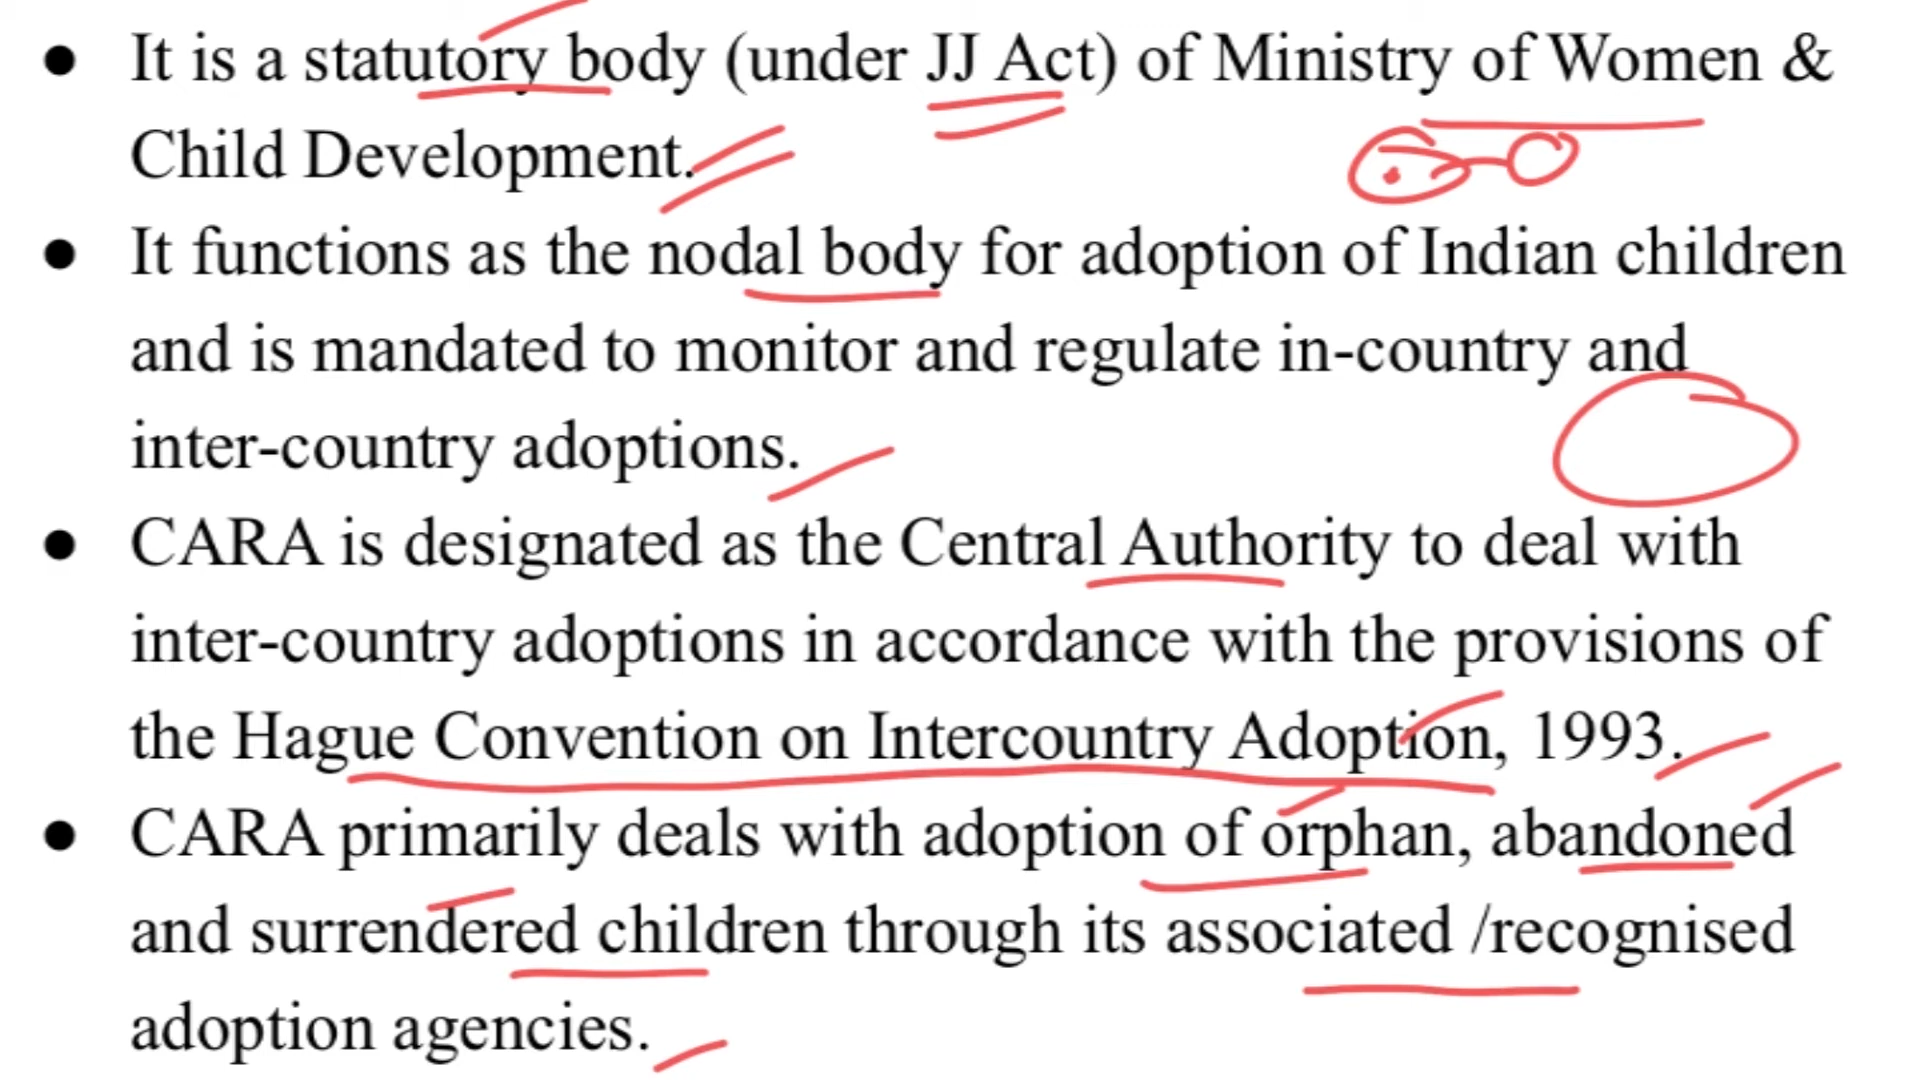 ● It is a statutory body (under JJ Act) of Ministry of Women &
Child Development.
● It functions as the nodal body for adoption of Indian children
and is mandated to monitor and regulate in-country and
inter-country adoptions.
● CARA is designated as the Central Authority to deal with
inter-country adoptions in accordance with the provisions of
the Hague Convention on Intercountry Adoption, 1993.
● CARA primarily deals with adoption of orphan, abandoned
and surrendered children through its associated /recognised
adoption agencies.